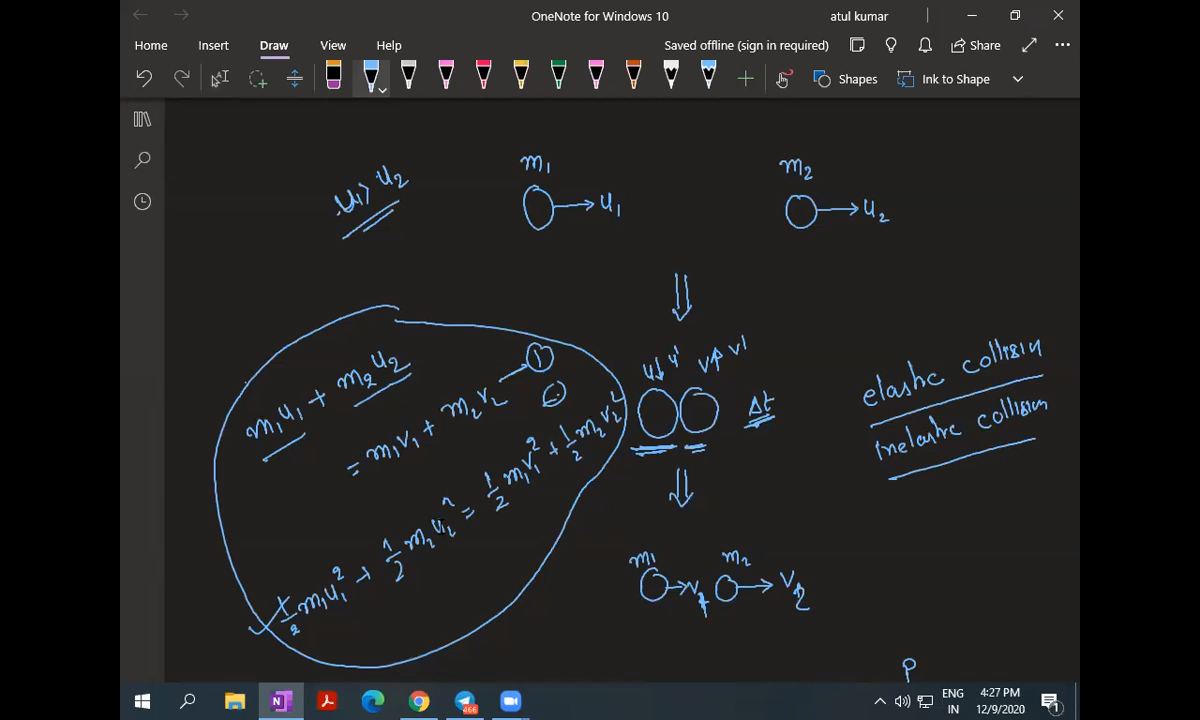 OneNote for Windows 10
atul kumar
Home Insert Draw View Help
Saved offline (sign in required)
Share
Shapes
Ink to Shape
u₁> u₂
m₁
u₁
m₂
u₂
u↓ u' v↑ v'
Δt
elastic collision
inelastic collision
m₁u₁ + m₂u₂
= m₁v₁ + m₂v₂
①
½m₁u₁² + ½m₂u₂² = ½m₁v₁² + ½m₂v₂²
m₁ m₂
v₁ v₂
P
466
ENG
IN
4:27 PM
12/9/2020
1